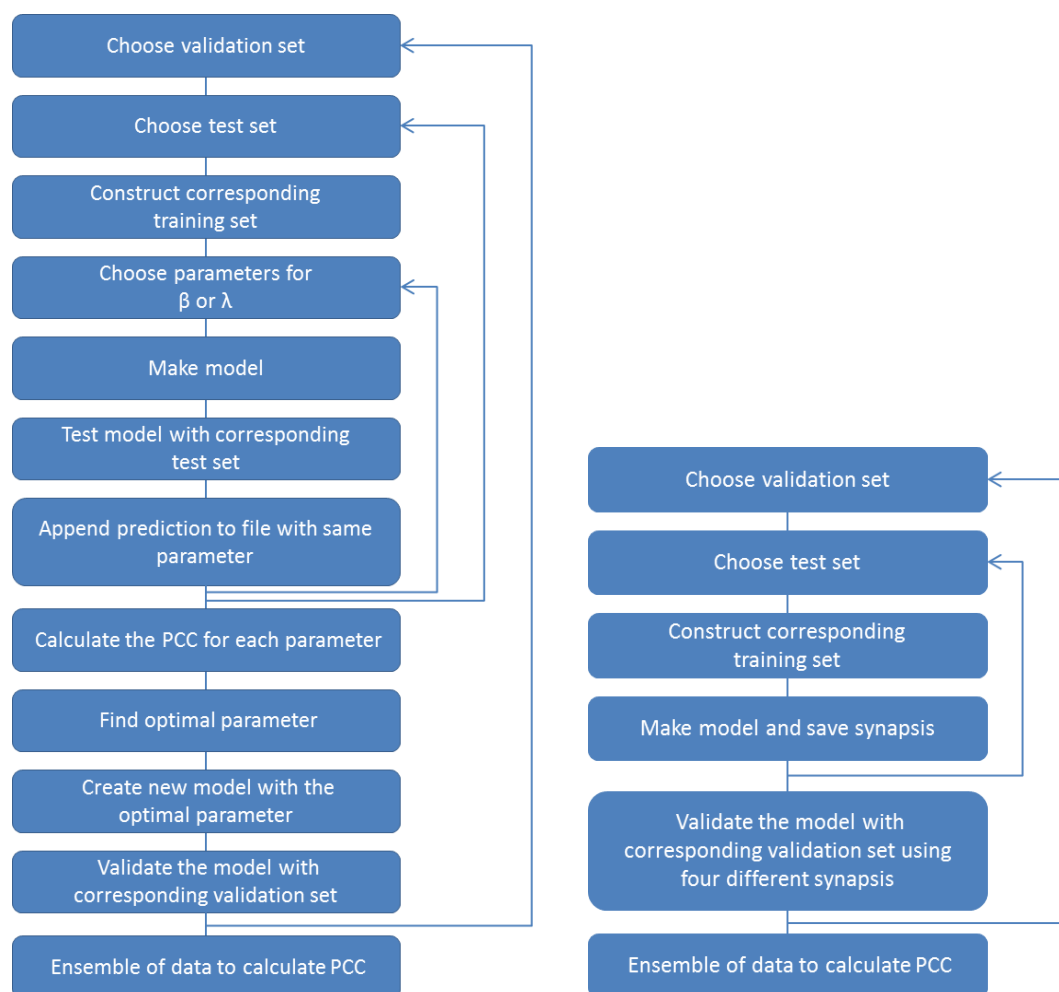 Choose validation set
Choose test set
Construct corresponding
training set
Choose parameters for
β or λ
Make model
Test model with corresponding
test set
Append prediction to file with same
parameter
Calculate the PCC for each parameter
Find optimal parameter
Create new model with the
optimal parameter
Validate the model with
corresponding validation set
Ensemble of data to calculate PCC
Choose validation set
Choose test set
Construct corresponding
training set
Make model and save synapsis
Validate the model with
corresponding validation set using
four different synapsis
Ensemble of data to calculate PCC